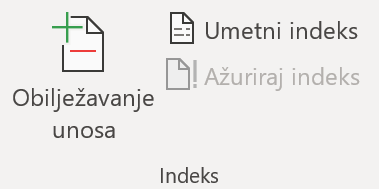 Obilježavanje
unosa
Umetni indeks
Ažuriraj indeks
Indeks